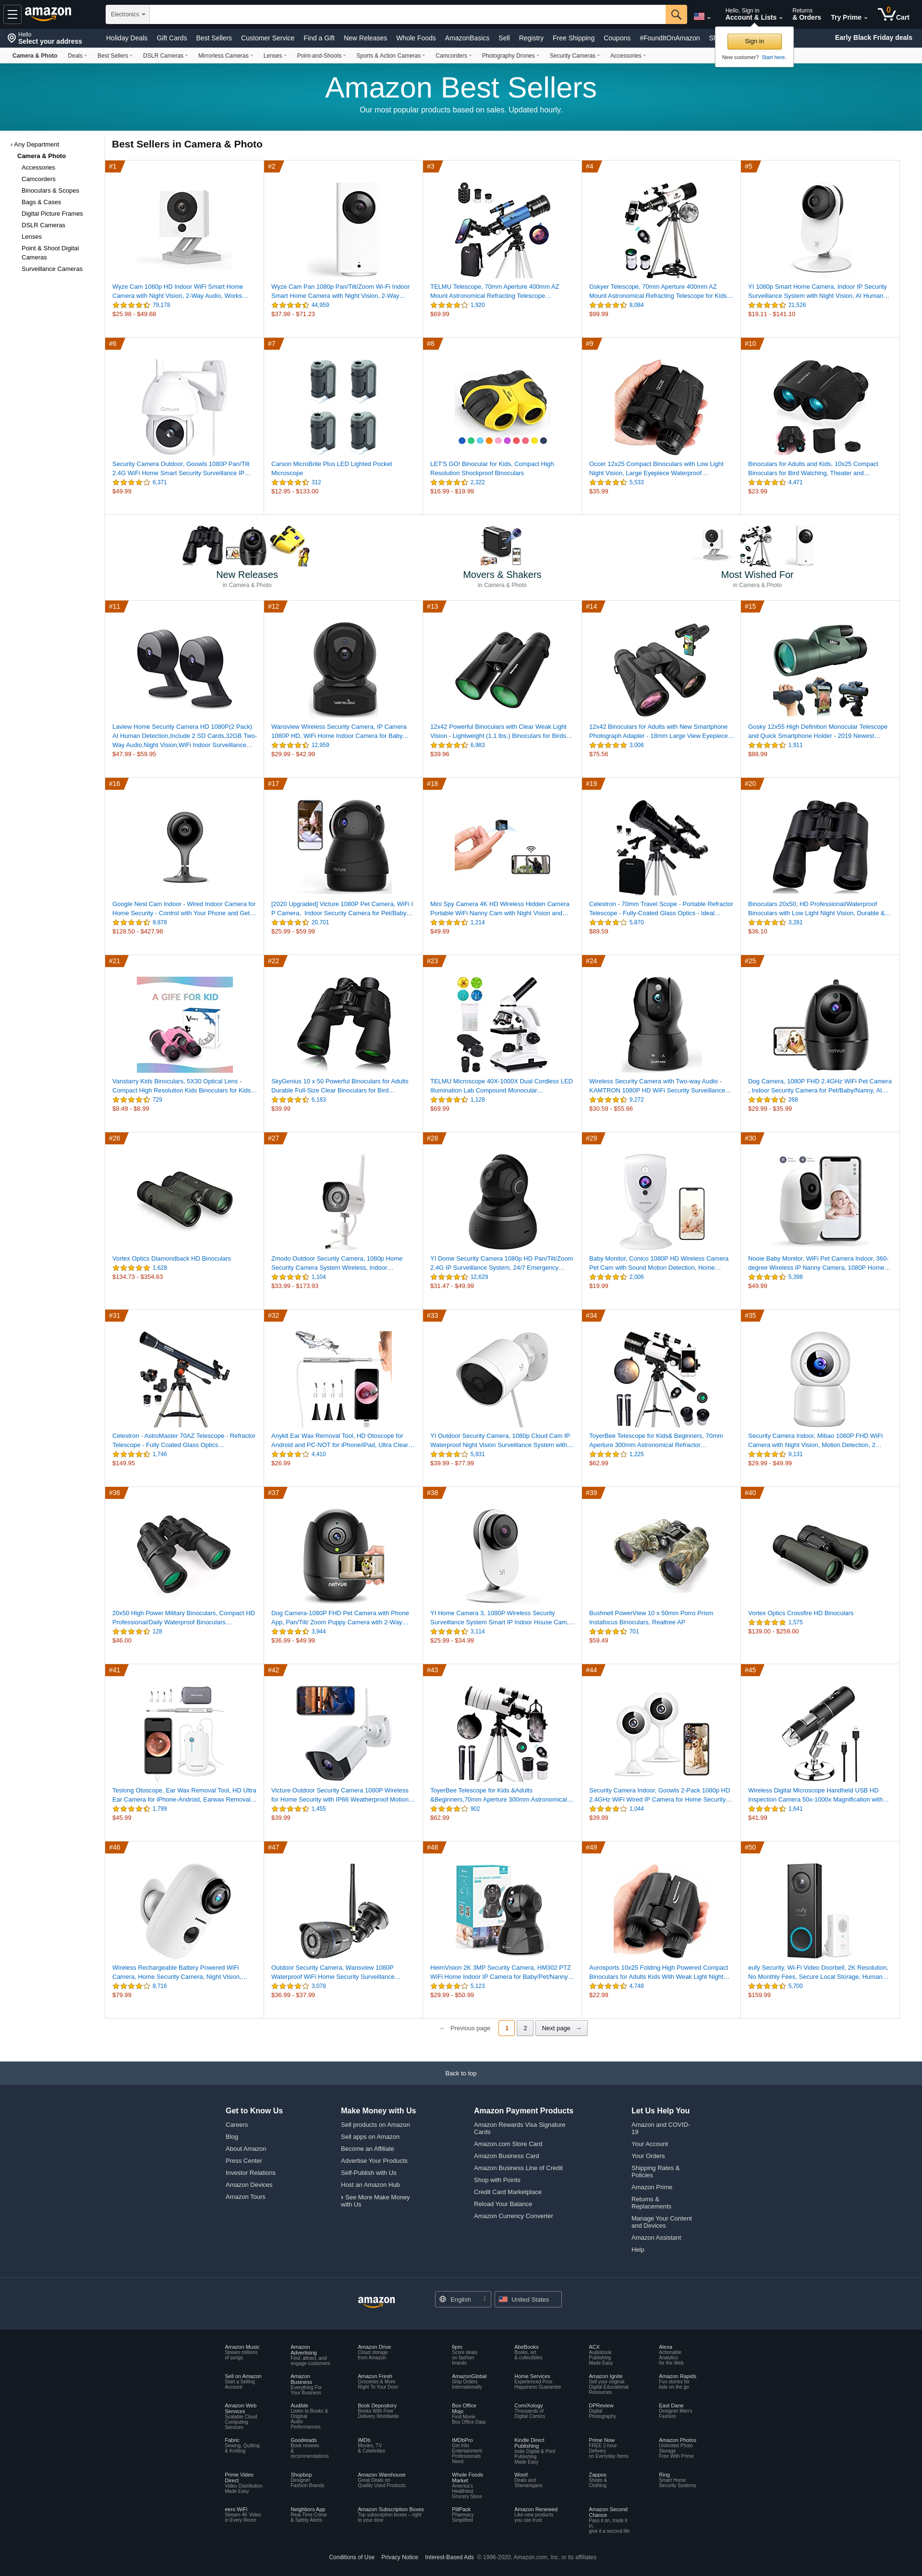 amazon
Electronics
Hello, Sign in
Account & Lists
Returns
& Orders
Try Prime
0
Cart
Hello
Select your address
Holiday Deals
Gift Cards
Best Sellers
Customer Service
Find a Gift
New Releases
Whole Foods
AmazonBasics
Sell
Registry
Free Shipping
Coupons
#FoundItOnAmazon
Early Black Friday deals
Sign in
New customer? Start here.
Camera & Photo
Deals
Best Sellers
DSLR Cameras
Mirrorless Cameras
Lenses
Point-and-Shoots
Sports & Action Cameras
Camcorders
Photography Drones
Security Cameras
Accessories
Amazon Best Sellers
Our most popular products based on sales. Updated hourly.
‹ Any Department
Camera & Photo
Accessories
Camcorders
Binoculars & Scopes
Bags & Cases
Digital Picture Frames
DSLR Cameras
Lenses
Point & Shoot Digital
Cameras
Surveillance Cameras
Best Sellers in Camera & Photo
#1
Wyze Cam 1080p HD Indoor WiFi Smart Home
Camera with Night Vision, 2-Way Audio, Works…
79,178
$25.98 - $49.68
#2
Wyze Cam Pan 1080p Pan/Tilt/Zoom Wi-Fi Indoor
Smart Home Camera with Night Vision, 2-Way…
44,959
$37.98 - $71.23
#3
TELMU Telescope, 70mm Aperture 400mm AZ
Mount Astronomical Refracting Telescope…
1,920
$69.99
#4
Gskyer Telescope, 70mm Aperture 400mm AZ
Mount Astronomical Refracting Telescope for Kids…
8,084
$99.99
#5
YI 1080p Smart Home Camera, Indoor IP Security
Surveillance System with Night Vision, AI Human…
21,526
$19.11 - $141.10
#6
Security Camera Outdoor, Goowls 1080P Pan/Tilt
2.4G WiFi Home Smart Security Surveillance IP…
6,371
$49.99
#7
Carson MicroBrite Plus LED Lighted Pocket
Microscope
312
$12.95 - $133.00
#8
LET'S GO! Binocular for Kids, Compact High
Resolution Shockproof Binoculars
2,322
$16.99 - $19.99
#9
Occer 12x25 Compact Binoculars with Low Light
Night Vision, Large Eyepiece Waterproof…
5,533
$35.99
#10
Binoculars for Adults and Kids, 10x25 Compact
Binoculars for Bird Watching, Theater and…
4,471
$23.99
New Releases
in Camera & Photo
Movers & Shakers
in Camera & Photo
Most Wished For
in Camera & Photo
#11
Laview Home Security Camera HD 1080P(2 Pack)
AI Human Detection,Include 2 SD Cards,32GB Two-
Way Audio,Night Vision,WiFi Indoor Surveillance…
$47.99 - $59.95
#12
Wansview Wireless Security Camera, IP Camera
1080P HD, WiFi Home Indoor Camera for Baby…
12,959
$29.99 - $42.99
#13
12x42 Powerful Binoculars with Clear Weak Light
Vision - Lightweight (1.1 lbs.) Binoculars for Birds…
6,983
$39.96
#14
12x42 Binoculars for Adults with New Smartphone
Photograph Adapter - 18mm Large View Eyepiece…
3,006
$75.56
#15
Gosky 12x55 High Definition Monocular Telescope
and Quick Smartphone Holder - 2019 Newest…
1,911
$88.99
#16
Google Nest Cam Indoor - Wired Indoor Camera for
Home Security - Control with Your Phone and Get…
9,878
$128.50 - $427.98
#17
[2020 Upgraded] Victure 1080P Pet Camera, WiFi I
P Camera, Indoor Security Camera for Pet/Baby…
20,701
$25.99 - $59.99
#18
Mini Spy Camera 4K HD Wireless Hidden Camera
Portable WiFi Nanny Cam with Night Vision and…
1,214
$49.99
#19
Celestron - 70mm Travel Scope - Portable Refractor
Telescope - Fully-Coated Glass Optics - Ideal…
5,870
$89.59
#20
Binoculars 20x50, HD Professional/Waterproof
Binoculars with Low Light Night Vision, Durable &…
3,281
$36.10
#21
A GIFE FOR KID
Vanstarry Kids Binoculars, 5X30 Optical Lens -
Compact High Resolution Kids Binoculars for Kids…
729
$8.49 - $8.99
#22
SkyGenius 10 x 50 Powerful Binoculars for Adults
Durable Full-Size Clear Binoculars for Bird…
6,183
$39.99
#23
TELMU Microscope 40X-1000X Dual Cordless LED
Illumination Lab Compound Monocular…
1,128
$69.99
#24
Wireless Security Camera with Two-way Audio -
KAMTRON 1080P HD WiFi Security Surveillance…
9,272
$30.59 - $55.66
#25
Dog Camera, 1080P FHD 2.4GHz WiFi Pet Camera
, Indoor Security Camera for Pet/Baby/Nanny, AI…
268
$29.99 - $35.99
#26
Vortex Optics Diamondback HD Binoculars
1,628
$134.73 - $354.63
#27
Zmodo Outdoor Security Camera, 1080p Home
Security Camera System Wireless, Indoor…
1,104
$33.99 - $173.93
#28
YI Dome Security Camera 1080p HD Pan/Tilt/Zoom
2.4G IP Surveillance System, 24/7 Emergency…
12,629
$31.47 - $49.99
#29
Baby Monitor, Conico 1080P HD Wireless Camera
Pet Cam with Sound Motion Detection, Home…
2,006
$19.99
#30
Nooie Baby Monitor, WiFi Pet Camera Indoor, 360-
degree Wireless IP Nanny Camera, 1080P Home…
5,398
$49.99
#31
Celestron - AstroMaster 70AZ Telescope - Refractor
Telescope - Fully Coated Glass Optics…
1,746
$149.95
#32
Anykit Ear Wax Removal Tool, HD Otoscope for
Android and PC-NOT for iPhone/iPad, Ultra Clear…
4,410
$26.99
#33
YI Outdoor Security Camera, 1080p Cloud Cam IP
Waterproof Night Vision Surveillance System with…
5,931
$39.99 - $77.99
#34
ToyerBee Telescope for Kids& Beginners, 70mm
Aperture 300mm Astronomical Refractor…
1,225
$62.99
#35
Security Camera Indoor, Mibao 1080P FHD WiFi
Camera with Night Vision, Motion Detection, 2…
9,131
$29.99 - $49.99
#36
20x50 High Power Military Binoculars, Compact HD
Professional/Daily Waterproof Binoculars…
128
$46.00
#37
Dog Camera-1080P FHD Pet Camera with Phone
App, Pan/Tilt/ Zoom Puppy Camera with 2-Way…
3,944
$36.99 - $49.99
#38
YI Home Camera 3, 1080P Wireless Security
Surveillance System Smart IP Indoor House Cam,…
3,114
$25.99 - $34.99
#39
Bushnell PowerView 10 x 50mm Porro Prism
Instafocus Binoculars, Realtree AP
701
$59.49
#40
Vortex Optics Crossfire HD Binoculars
1,575
$139.00 - $259.00
#41
Teslong Otoscope, Ear Wax Removal Tool, HD Ultra
Ear Camera for iPhone-Android, Earwax Removal…
1,799
$45.99
#42
Victure Outdoor Security Camera 1080P Wireless
for Home Security with IP66 Weatherproof Motion…
1,455
$39.99
#43
ToyerBee Telescope for Kids &Adults
&Beginners,70mm Aperture 300mm Astronomical…
902
$62.99
#44
Security Camera Indoor, Goowls 2-Pack 1080p HD
2.4GHz WiFi Wired IP Camera for Home Security…
1,044
$39.99
#45
Wireless Digital Microscope Handheld USB HD
Inspection Camera 50x-1000x Magnification with…
1,641
$41.99
#46
Wireless Rechargeable Battery Powered WiFi
Camera, Home Security Camera, Night Vision,…
8,716
$79.99
#47
Outdoor Security Camera, Wansview 1080P
Waterproof WiFi Home Security Surveillance…
3,078
$36.99 - $37.99
#48
HeimVision 2K 3MP Security Camera, HM302 PTZ
WiFi Home Indoor IP Camera for Baby/Pet/Nanny…
5,123
$29.99 - $50.99
#49
Aurosports 10x25 Folding High Powered Compact
Binoculars for Adults Kids With Weak Light Night…
4,748
$22.99
#50
eufy Security, Wi-Fi Video Doorbell, 2K Resolution,
No Monthly Fees, Secure Local Storage, Human…
5,700
$159.99
← Previous page
1
2
Next page →
Back to top
Get to Know Us
Careers
Blog
About Amazon
Press Center
Investor Relations
Amazon Devices
Amazon Tours
Make Money with Us
Sell products on Amazon
Sell apps on Amazon
Become an Affiliate
Advertise Your Products
Self-Publish with Us
Host an Amazon Hub
› See More Make Money
with Us
Amazon Payment Products
Amazon Rewards Visa Signature
Cards
Amazon.com Store Card
Amazon Business Card
Amazon Business Line of Credit
Shop with Points
Credit Card Marketplace
Reload Your Balance
Amazon Currency Converter
Let Us Help You
Amazon and COVID-
19
Your Account
Your Orders
Shipping Rates &
Policies
Amazon Prime
Returns &
Replacements
Manage Your Content
and Devices
Amazon Assistant
Help
amazon
English
United States
Amazon Music
Stream millions
of songs
Amazon
Advertising
Find, attract, and
engage customers
Amazon Drive
Cloud storage
from Amazon
6pm
Score deals
on fashion
brands
AbeBooks
Books, art
& collectibles
ACX
Audiobook
Publishing
Made Easy
Alexa
Actionable
Analytics
for the Web
Sell on Amazon
Start a Selling
Account
Amazon
Business
Everything For
Your Business
Amazon Fresh
Groceries & More
Right To Your Door
AmazonGlobal
Ship Orders
Internationally
Home Services
Experienced Pros
Happiness Guarantee
Amazon Ignite
Sell your original
Digital Educational
Resources
Amazon Rapids
Fun stories for
kids on the go
Amazon Web
Services
Scalable Cloud
Computing
Services
Audible
Listen to Books &
Original
Audio
Performances
Book Depository
Books With Free
Delivery Worldwide
Box Office
Mojo
Find Movie
Box Office Data
ComiXology
Thousands of
Digital Comics
DPReview
Digital
Photography
East Dane
Designer Men's
Fashion
Fabric
Sewing, Quilting
& Knitting
Goodreads
Book reviews
&
recommendations
IMDb
Movies, TV
& Celebrities
IMDbPro
Get Info
Entertainment
Professionals
Need
Kindle Direct
Publishing
Indie Digital & Print
Publishing
Made Easy
Prime Now
FREE 2-hour
Delivery
on Everyday Items
Amazon Photos
Unlimited Photo
Storage
Free With Prime
Prime Video
Direct
Video Distribution
Made Easy
Shopbop
Designer
Fashion Brands
Amazon Warehouse
Great Deals on
Quality Used Products
Whole Foods
Market
America's
Healthiest
Grocery Store
Woot!
Deals and
Shenanigans
Zappos
Shoes &
Clothing
Ring
Smart Home
Security Systems
eero WiFi
Stream 4K Video
in Every Room
Neighbors App
Real-Time Crime
& Safety Alerts
Amazon Subscription Boxes
Top subscription boxes – right
to your door
PillPack
Pharmacy
Simplified
Amazon Renewed
Like-new products
you can trust
Amazon Second
Chance
Pass it on, trade it
in,
give it a second life
Conditions of Use
Privacy Notice
Interest-Based Ads
© 1996-2020, Amazon.com, Inc. or its affiliates